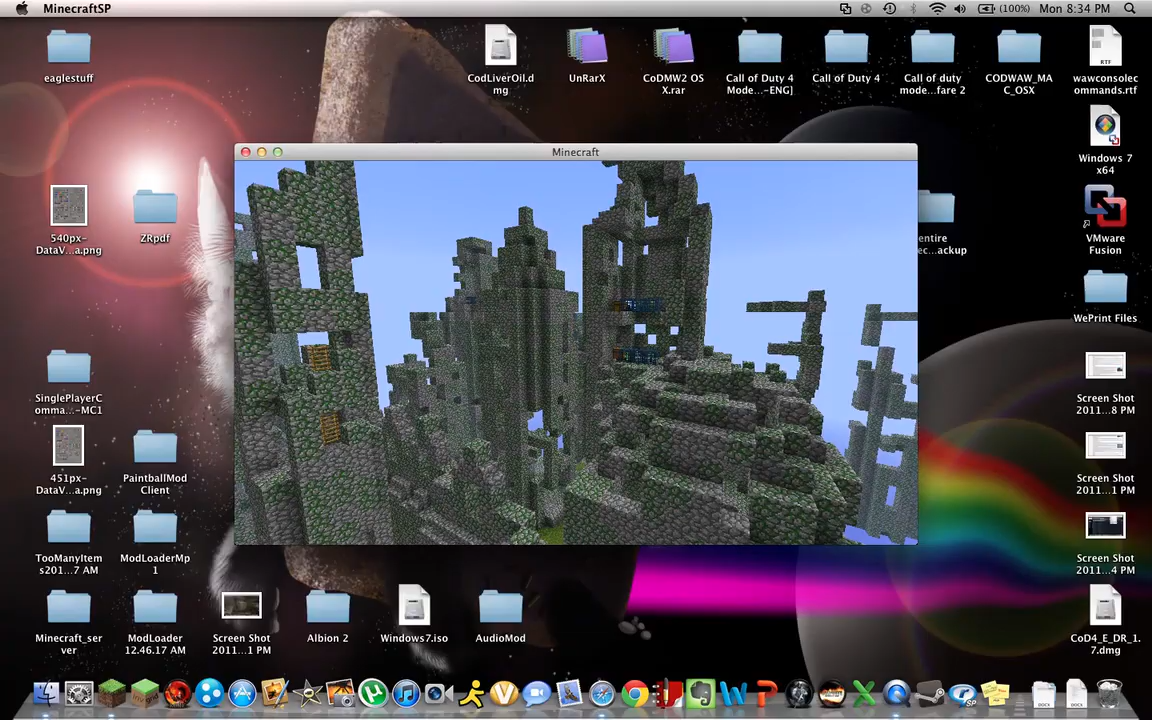 MinecraftSP
(100%)
Mon 8:34 PM
eaglestuff
CodLiverOil.d
mg
UnRarX
CoDMW2 OS
X.rar
Call of Duty 4
Mode...-ENG]
Call of Duty 4
Call of duty
mode...fare 2
CODWAW_MA
C_OSX
wawconsolec
ommands.rtf
RTF
Minecraft
Windows 7
x64
540px-
DataV...a.png
ZRpdf
entire
ec...ackup
VMware
Fusion
WePrint Files
SinglePlayerC
omma...-MC1
Screen Shot
2011...8 PM
451px-
DataV...a.png
PaintballMod
Client
Screen Shot
2011...1 PM
TooManyItem
s201...7 AM
ModLoaderMp
1
Screen Shot
2011...4 PM
Minecraft_ser
ver
ModLoader
12.46.17 AM
Screen Shot
2011...1 PM
Albion 2
Windows7.iso
AudioMod
CoD4_E_DR_1.
7.dmg
SP
DOCX
DOCX